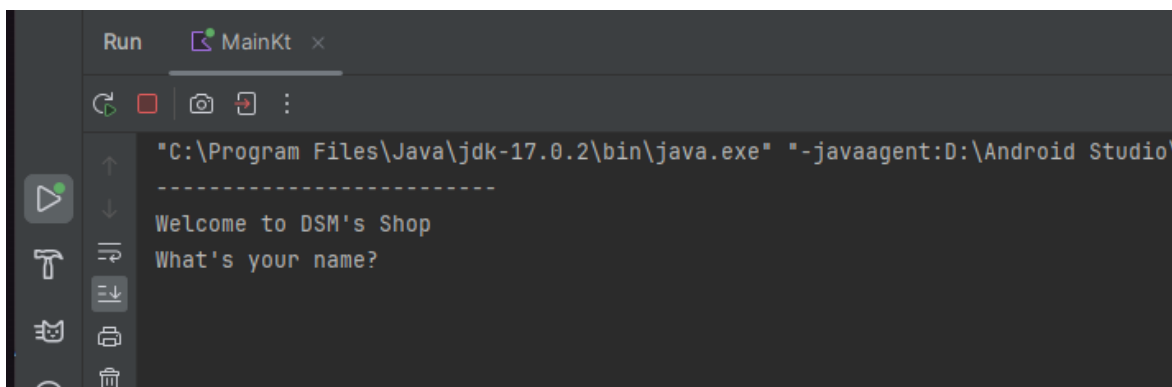 Run MainKt
"C:\Program Files\Java\jdk-17.0.2\bin\java.exe" "-javaagent:D:\Android Studio\
--------------------------
Welcome to DSM's Shop
What's your name?